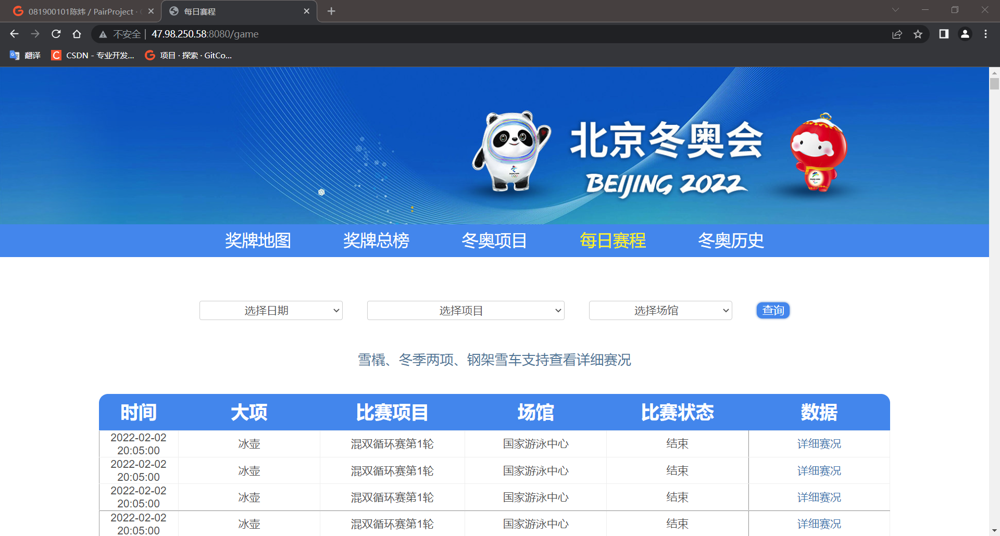 081900101陈炜 / PairProject ·
每日赛程
不安全 | 47.98.250.58:8080/game
翻译
CSDN - 专业开发...
项目 · 探索 · GitCo...
北京冬奥会
BEIJING 2022
奖牌地图 奖牌总榜 冬奥项目 每日赛程 冬奥历史
选择日期 选择项目 选择场馆 查询
雪橇、冬季两项、钢架雪车支持查看详细赛况
时间 大项 比赛项目 场馆 比赛状态 数据
2022-02-02
20:05:00 冰壶 混双循环赛第1轮 国家游泳中心 结束 详细赛况
2022-02-02
20:05:00 冰壶 混双循环赛第1轮 国家游泳中心 结束 详细赛况
2022-02-02
20:05:00 冰壶 混双循环赛第1轮 国家游泳中心 结束 详细赛况
2022-02-02
20:05:00 冰壶 混双循环赛第1轮 国家游泳中心 结束 详细赛况